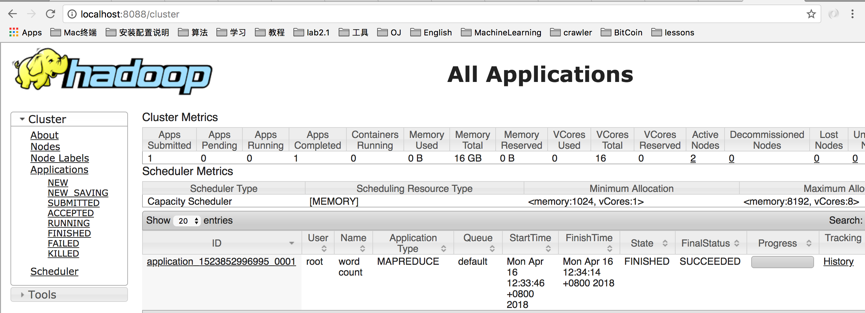 localhost:8088/cluster
Apps Mac终端 安装配置说明 算法 学习 教程 lab2.1 工具 OJ English MachineLearning crawler BitCoin lessons
hadoop
All Applications
Cluster
About
Nodes
Node Labels
Applications
NEW
NEW_SAVING
SUBMITTED
ACCEPTED
RUNNING
FINISHED
FAILED
KILLED
Scheduler
Tools
Cluster Metrics
Apps Apps Apps Apps Containers Memory Memory Memory VCores VCores VCores Active Decommissioned Lost
Submitted Pending Running Completed Running Used Total Reserved Used Total Reserved Nodes Nodes Nodes
1 0 0 1 0 0 B 16 GB 0 B 0 16 0 2 0 0 0
Scheduler Metrics
Scheduler Type Scheduling Resource Type Minimum Allocation Maximum Allo
Capacity Scheduler [MEMORY] <memory:1024, vCores:1> <memory:8192, vCores:8>
Show 20 entries Search:
ID User Name Application Type Queue StartTime FinishTime State FinalStatus Progress Tracking
application_1523852996995_0001 root word MAPREDUCE default Mon Apr Mon Apr 16 FINISHED SUCCEEDED History
count 16 12:34:14
12:33:46 +0800 2018
+0800
2018